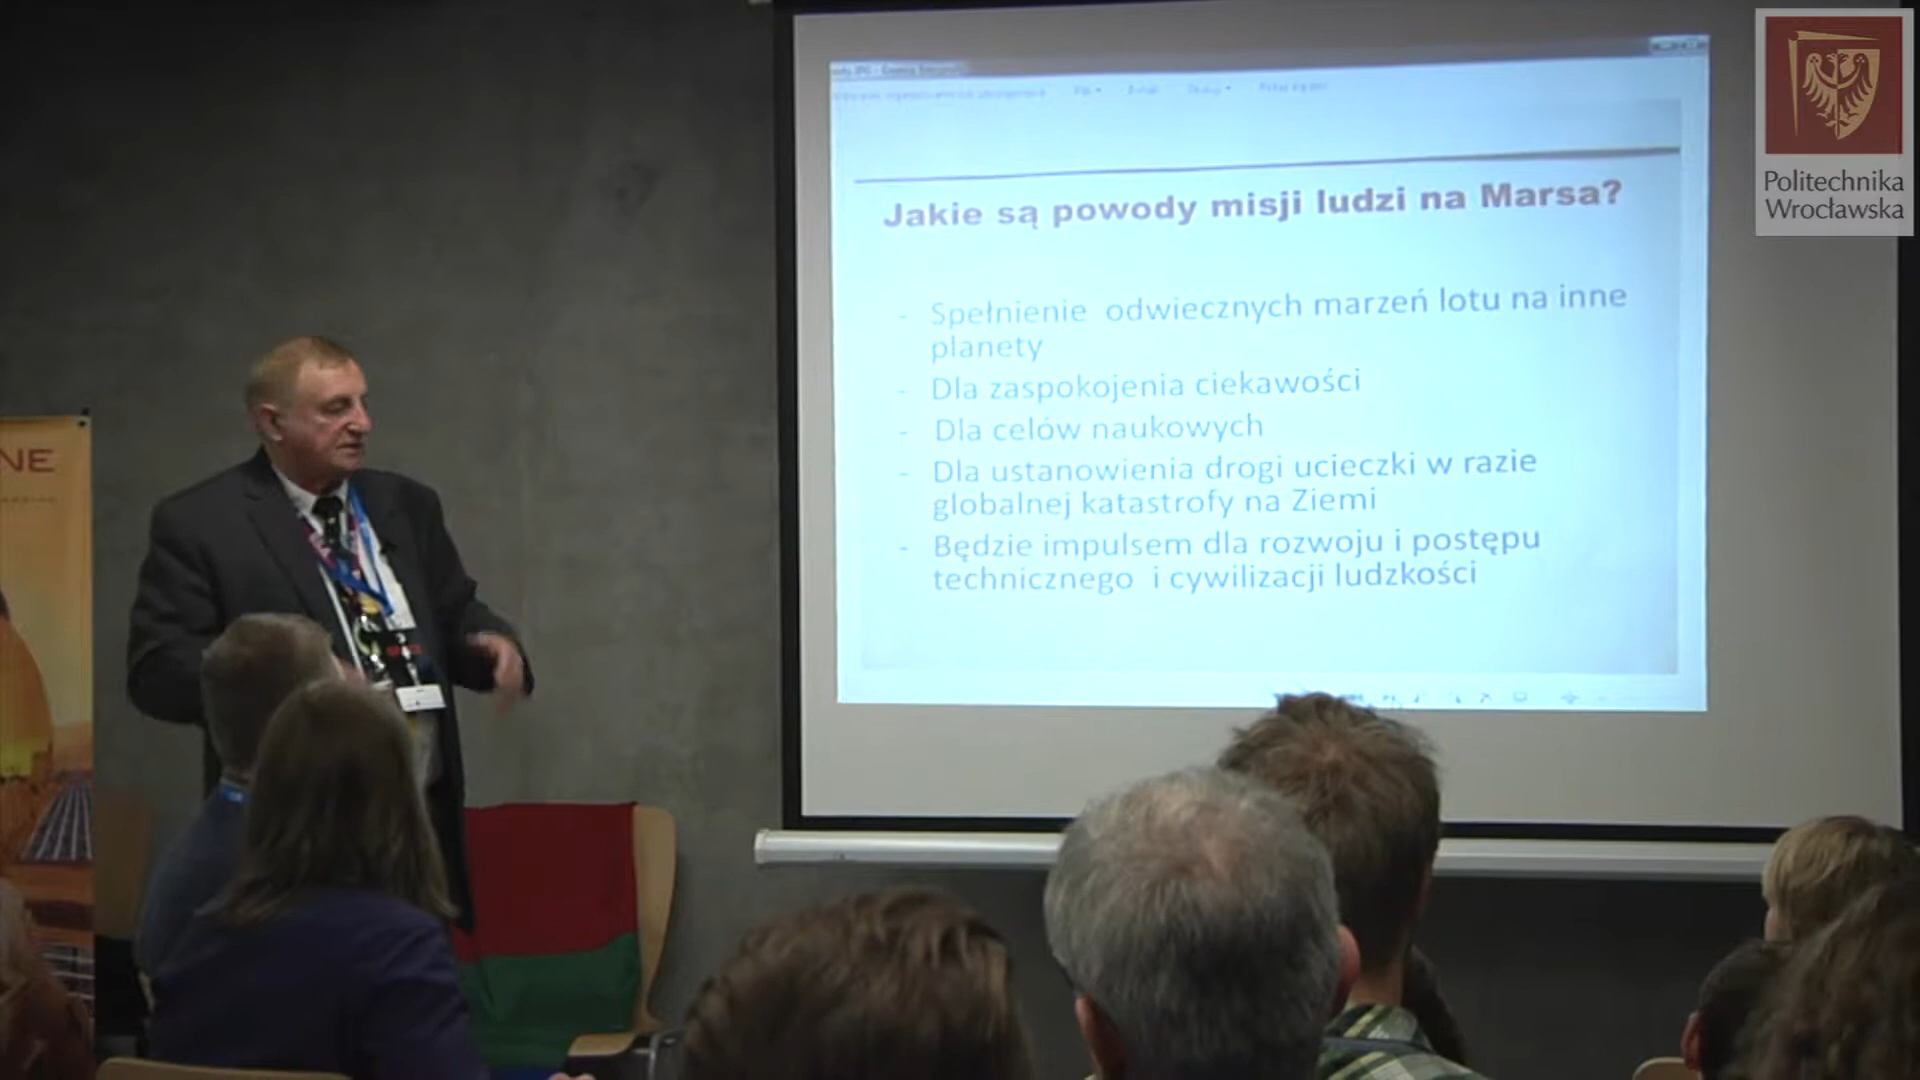 Jakie są powody misji ludzi na Marsa?
- Spełnienie odwiecznych marzeń lotu na inne
planety
- Dla zaspokojenia ciekawości
- Dla celów naukowych
- Dla ustanowienia drogi ucieczki w razie
globalnej katastrofy na Ziemi
- Będzie impulsem dla rozwoju i postępu
technicznego i cywilizacji ludzkości
Politechnika
Wrocławska
NE